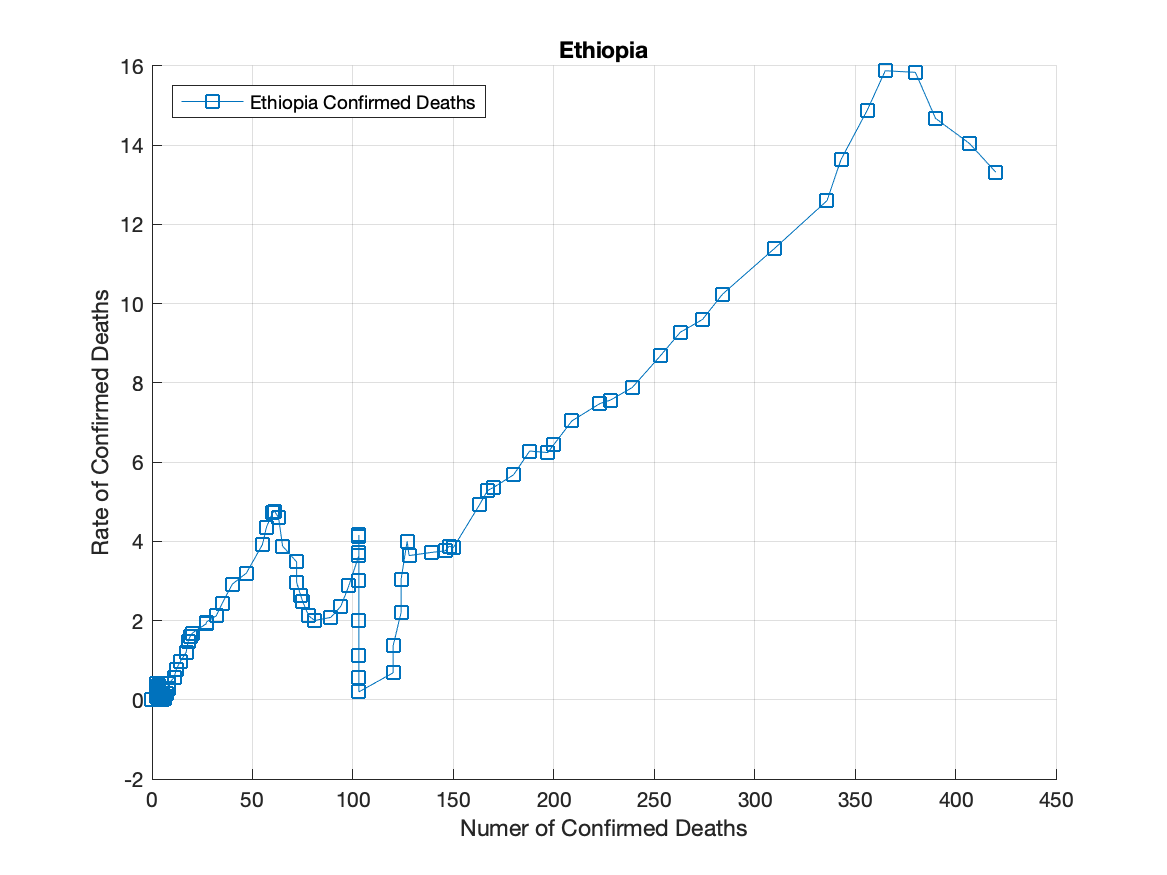 Ethiopia
Ethiopia Confirmed Deaths
Rate of Confirmed Deaths
16
14
12
10
8
6
4
2
0
-2
0 50 100 150 200 250 300 350 400 450
Numer of Confirmed Deaths